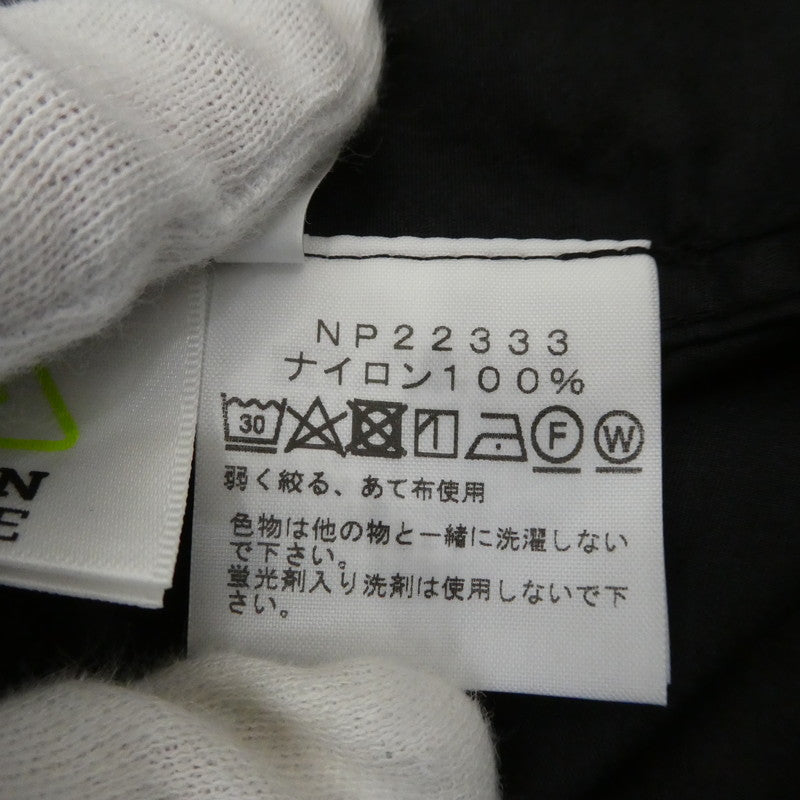 NP22333
ナイロン100%
30 F W
弱く絞る、あて布使用
色物は他の物と一緒に洗濯しない
で下さい。
蛍光剤入り洗剤は使用しないで下
さい。
N
E